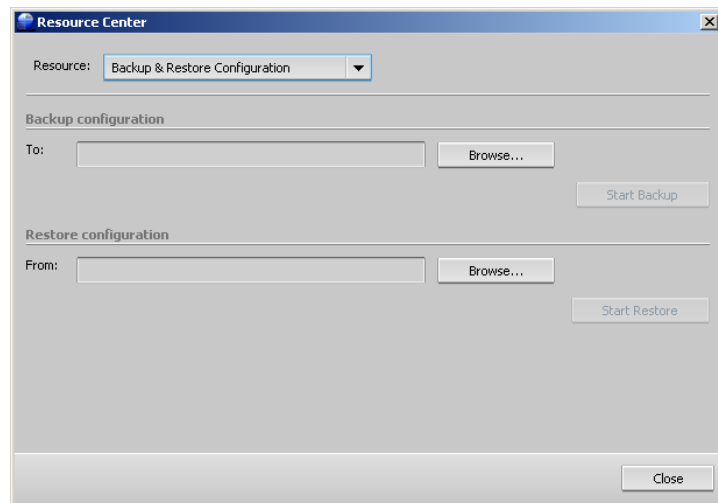 Resource Center
Resource: Backup & Restore Configuration
Backup configuration
To: Browse...
Start Backup
Restore configuration
From: Browse...
Start Restore
Close